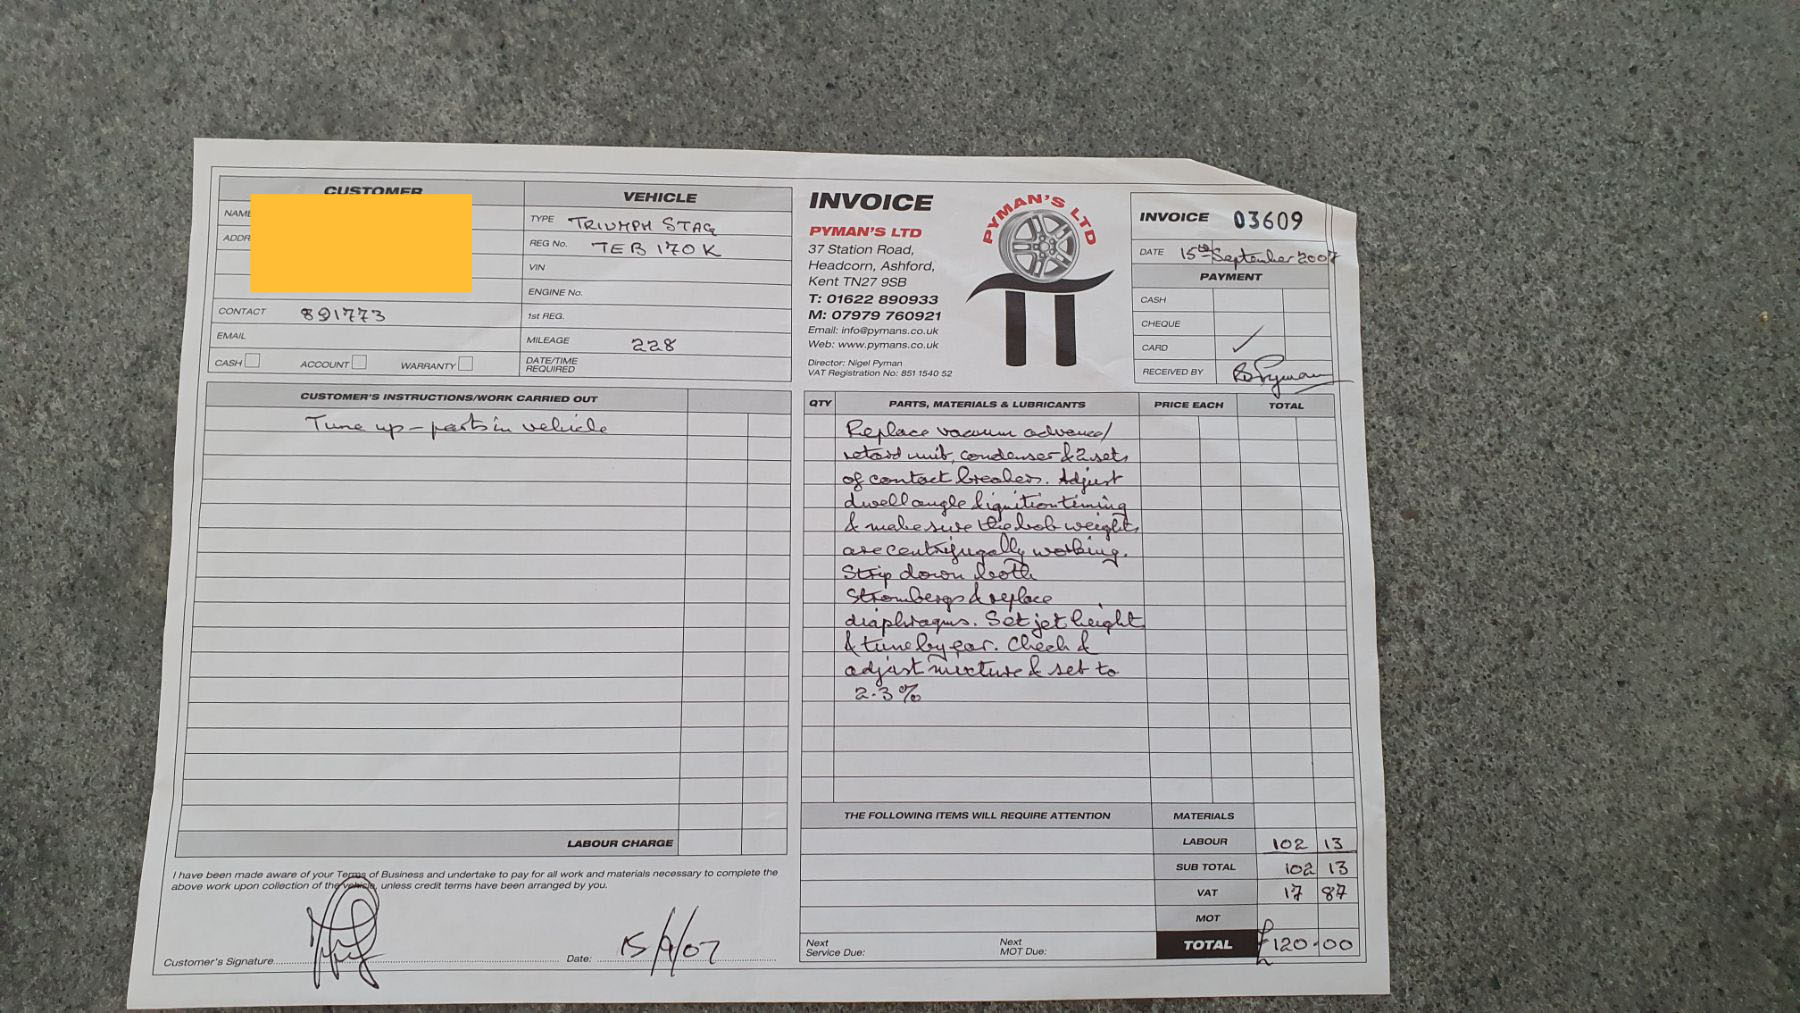 CUSTOMER
NAME
ADDR
CONTACT 891773
EMAIL
CASH ACCOUNT WARRANTY
VEHICLE
TYPE TRIUMPH STAG
REG No. TEB 170K
VIN
ENGINE No.
1st REG.
MILEAGE 228
DATE/TIME
REQUIRED
INVOICE
PYMAN'S LTD
37 Station Road,
Headcorn, Ashford,
Kent TN27 9SB
T: 01622 890933
M: 07979 760921
Email: info@pymans.co.uk
Web: www.pymans.co.uk
Director: Nigel Pyman
VAT Registration No: 851 1540 52
PYMAN'S LTD
INVOICE 03609
DATE 15th September 2007
PAYMENT
CASH
CHEQUE
CARD ✓
RECEIVED BY
CUSTOMER'S INSTRUCTIONS/WORK CARRIED OUT
Tune up - parts in vehicle
LABOUR CHARGE
QTY PARTS, MATERIALS & LUBRICANTS PRICE EACH TOTAL
Replace vacuum advance/
retard unit, condenser & 2 sets
of contact breakers. Adjust
dwell angle & ignition timing
& make sure the bob weights
are centrifugally working.
Strip down both
Strombergs & replace
diaphragms. Set jet height
& tune by ear. Check &
adjust mixture & set to
2.3%
THE FOLLOWING ITEMS WILL REQUIRE ATTENTION
MATERIALS
LABOUR 102 13
SUB TOTAL 102 13
VAT 17 87
MOT
TOTAL £120.00
Next
Service Due:
Next
MOT Due:
I have been made aware of your Terms of Business and undertake to pay for all work and materials necessary to complete the
above work upon collection of the vehicle, unless credit terms have been arranged by you.
Customer's Signature Date: 15/9/07